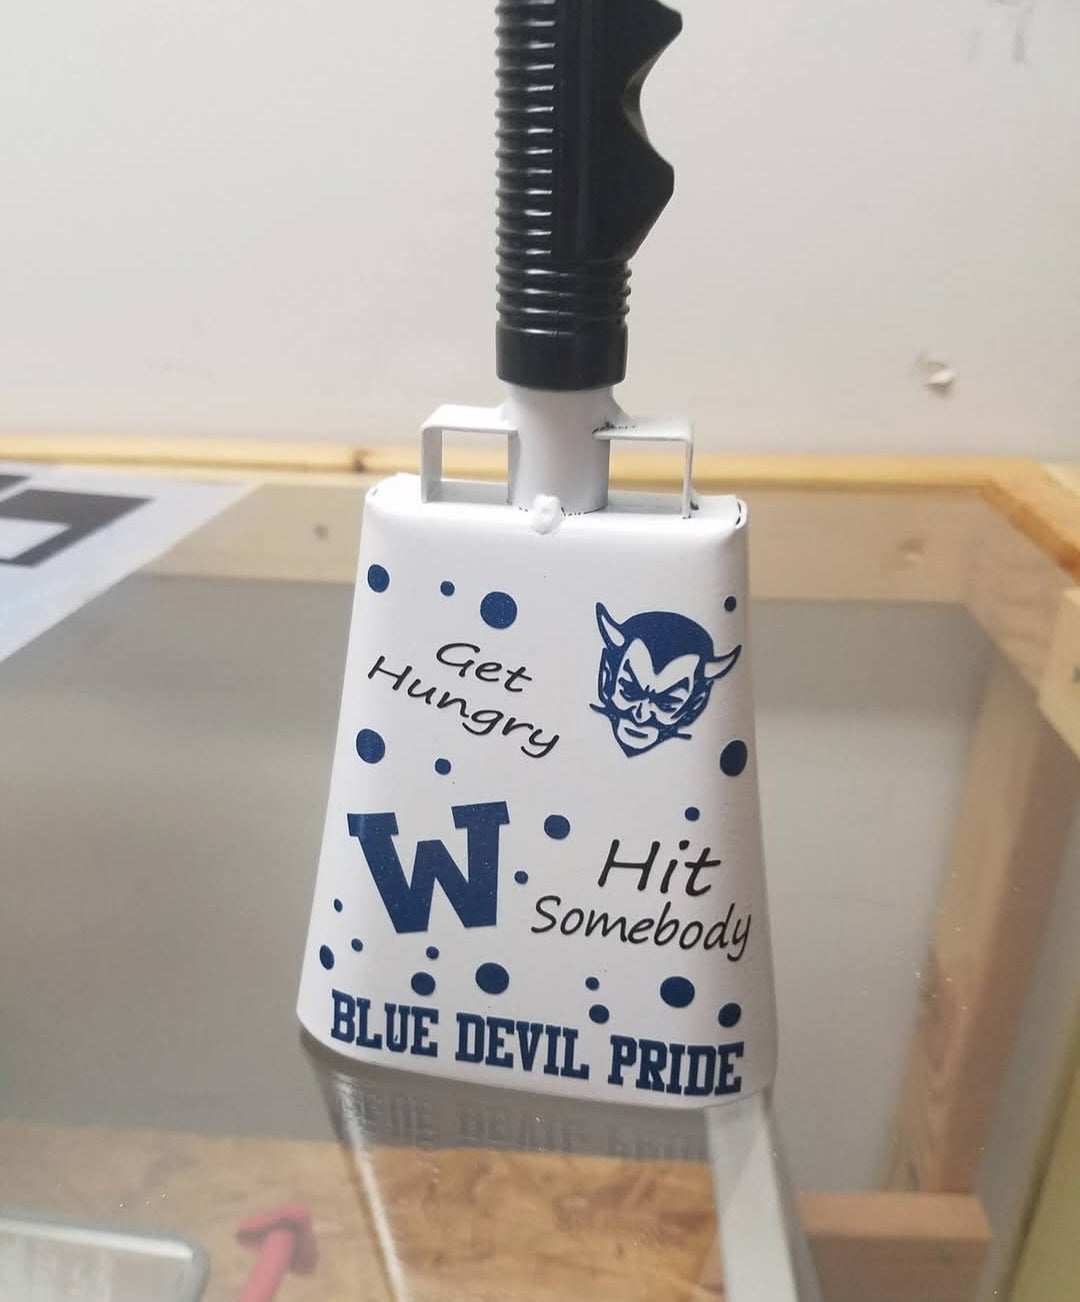 Get
Hungry
W
Hit
Somebody
BLUE DEVIL PRIDE